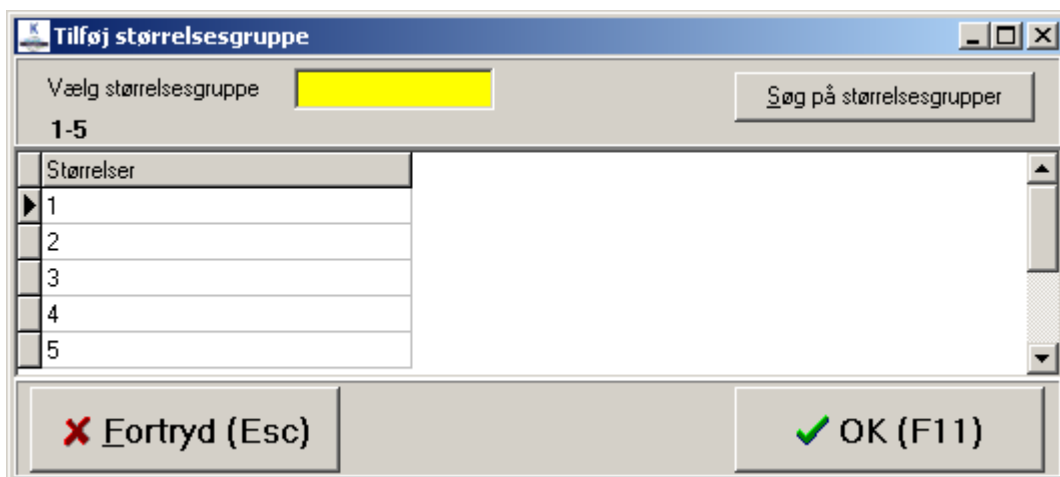 Tilføj størrelsesgruppe
Vælg størrelsesgruppe
Søg på størrelsesgrupper
1-5
Størrelser
1
2
3
4
5
Fortryd (Esc)
OK (F11)